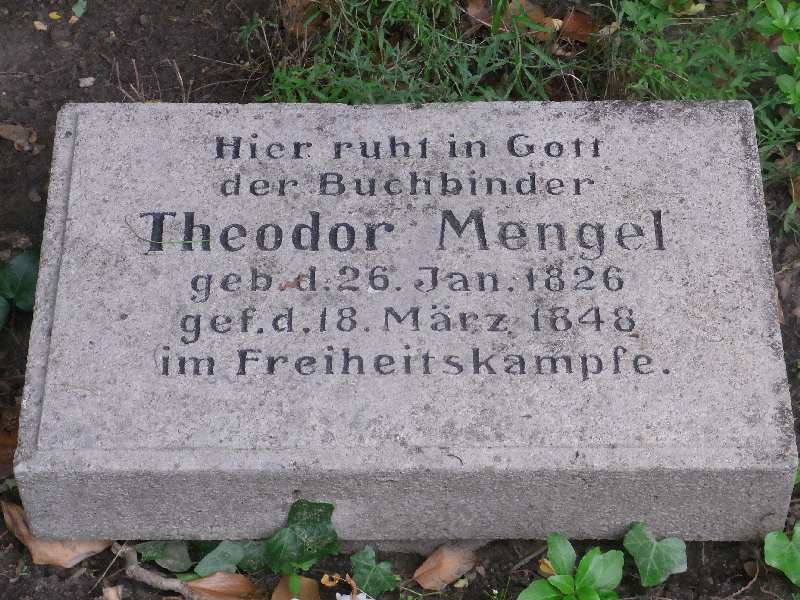 Hier ruht in Gott
der Buchbinder
Theodor Mengel
geb. d. 26. Jan. 1826
gef. d. 18. März 1848
im Freiheitskampfe.